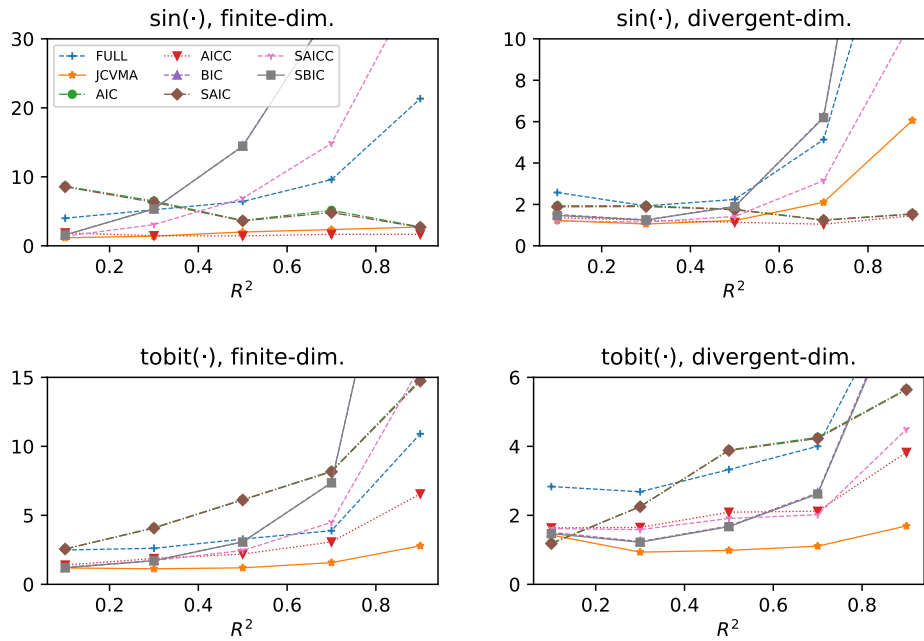 sin(·), finite-dim.
30
20
10
0
FULL
JCVMA
AIC
AICC
BIC
SAIC
SAICC
SBIC
0.2 0.4 0.6 0.8
R²
sin(·), divergent-dim.
10
8
6
4
2
0
0.2 0.4 0.6 0.8
R²
tobit(·), finite-dim.
15
10
5
0
0.2 0.4 0.6 0.8
R²
tobit(·), divergent-dim.
6
4
2
0
0.2 0.4 0.6 0.8
R²